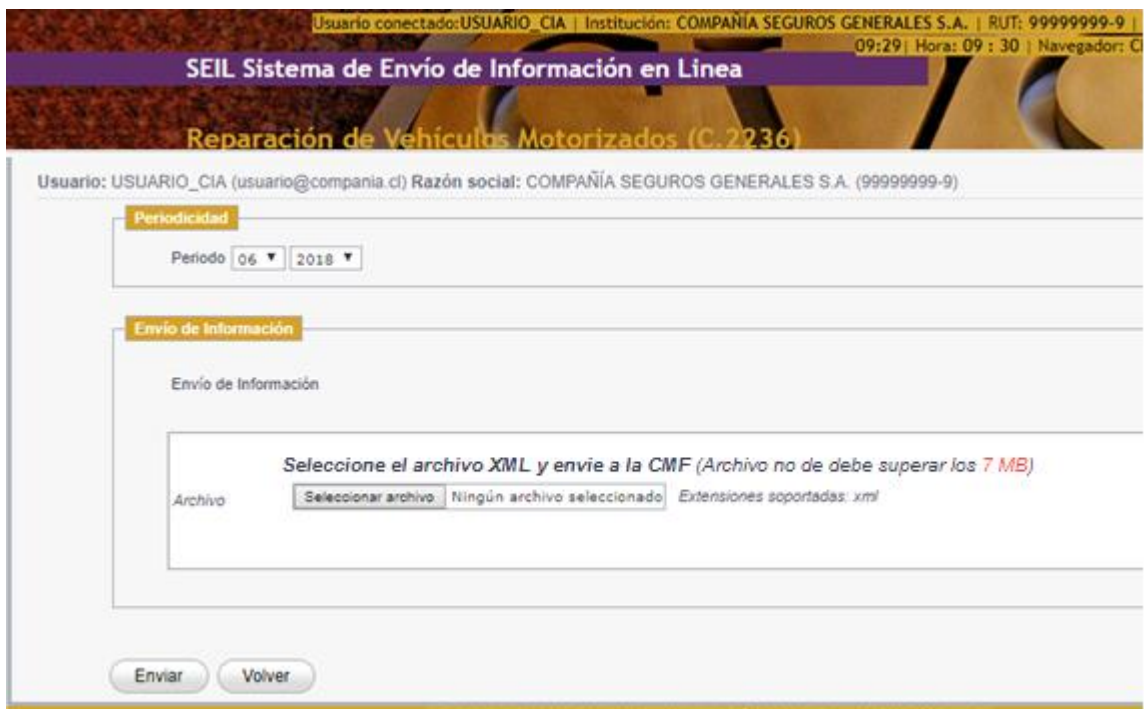 Usuario conectado:USUARIO_CIA | Institución: COMPAÑIA SEGUROS GENERALES S.A. | RUT: 99999999-9 |
09:29| Hora: 09 : 30 | Navegador:
SEIL Sistema de Envío de Información en Linea
Reparación de Vehículos Motorizados (C.2236)
Usuario: USUARIO_CIA (usuario@compania.cl) Razón social: COMPAÑÍA SEGUROS GENERALES S.A. (99999999-9)
Periodicidad
Periodo 06 2018
Envío de Información
Envío de Información
Seleccione el archivo XML y envie a la CMF (Archivo no de debe superar los 7 MB)
Archivo Seleccionar archivo Ningún archivo seleccionado Extensiones soportadas: xml
Enviar Volver